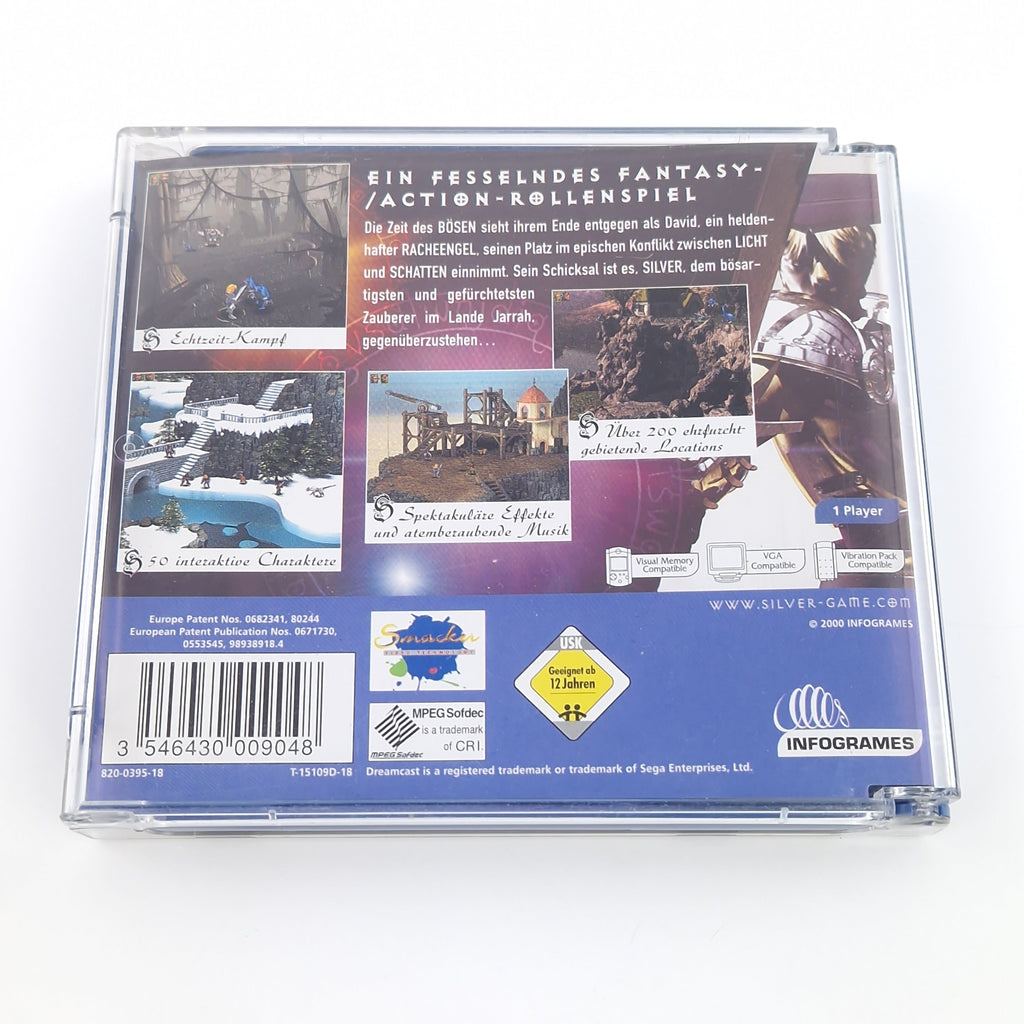 EIN FESSELNDES FANTASY-
/ACTION-ROLLENSPIEL
Die Zeit des BÖSEN sieht ihrem Ende entgegen als David, ein helden-
hafter RACHEENGEL, seinen Platz im epischen Konflikt zwischen LICHT
und SCHATTEN einnimmt. Sein Schicksal ist es, SILVER, dem bösar-
tigsten und gefürchtetsten
Zauberer im Lande Jarrah,
gegenüberzustehen...
Echtzeit-Kampf
Über 200 ehrfurcht
gebietende Locations
Spektakuläre Effekte
und atemberaubende Musik
50 interaktive Charaktere
1 Player
Visual Memory
Compatible
VGA
Compatible
Vibration Pack
Compatible
WWW.SILVER-GAME.COM
© 2000 INFOGRAMES
Europe Patent Nos. 0682341, 80244
European Patent Publication Nos. 0671730,
0553545, 98938918.4
Smacker
VIDEO TECHNOLOGY
USK
Geeignet ab
12 Jahren
MPEG Sofdec
is a trademark
of CRI.
MPEG Sofdec
INFOGRAMES
3 546430 009048
820-0395-18
T-15109D-18
Dreamcast is a registered trademark or trademark of Sega Enterprises, Ltd.